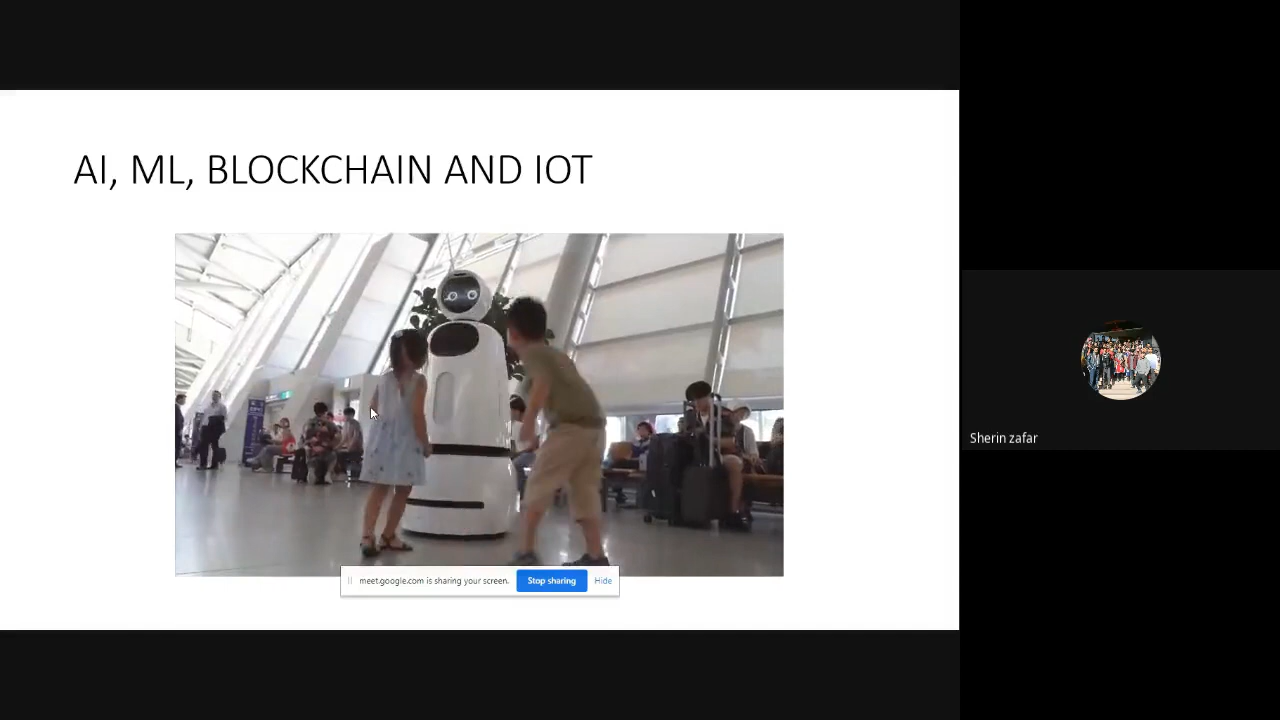 AI, ML, BLOCKCHAIN AND IOT
meet.google.com is sharing your screen.
Stop sharing
Hide
Sherin zafar